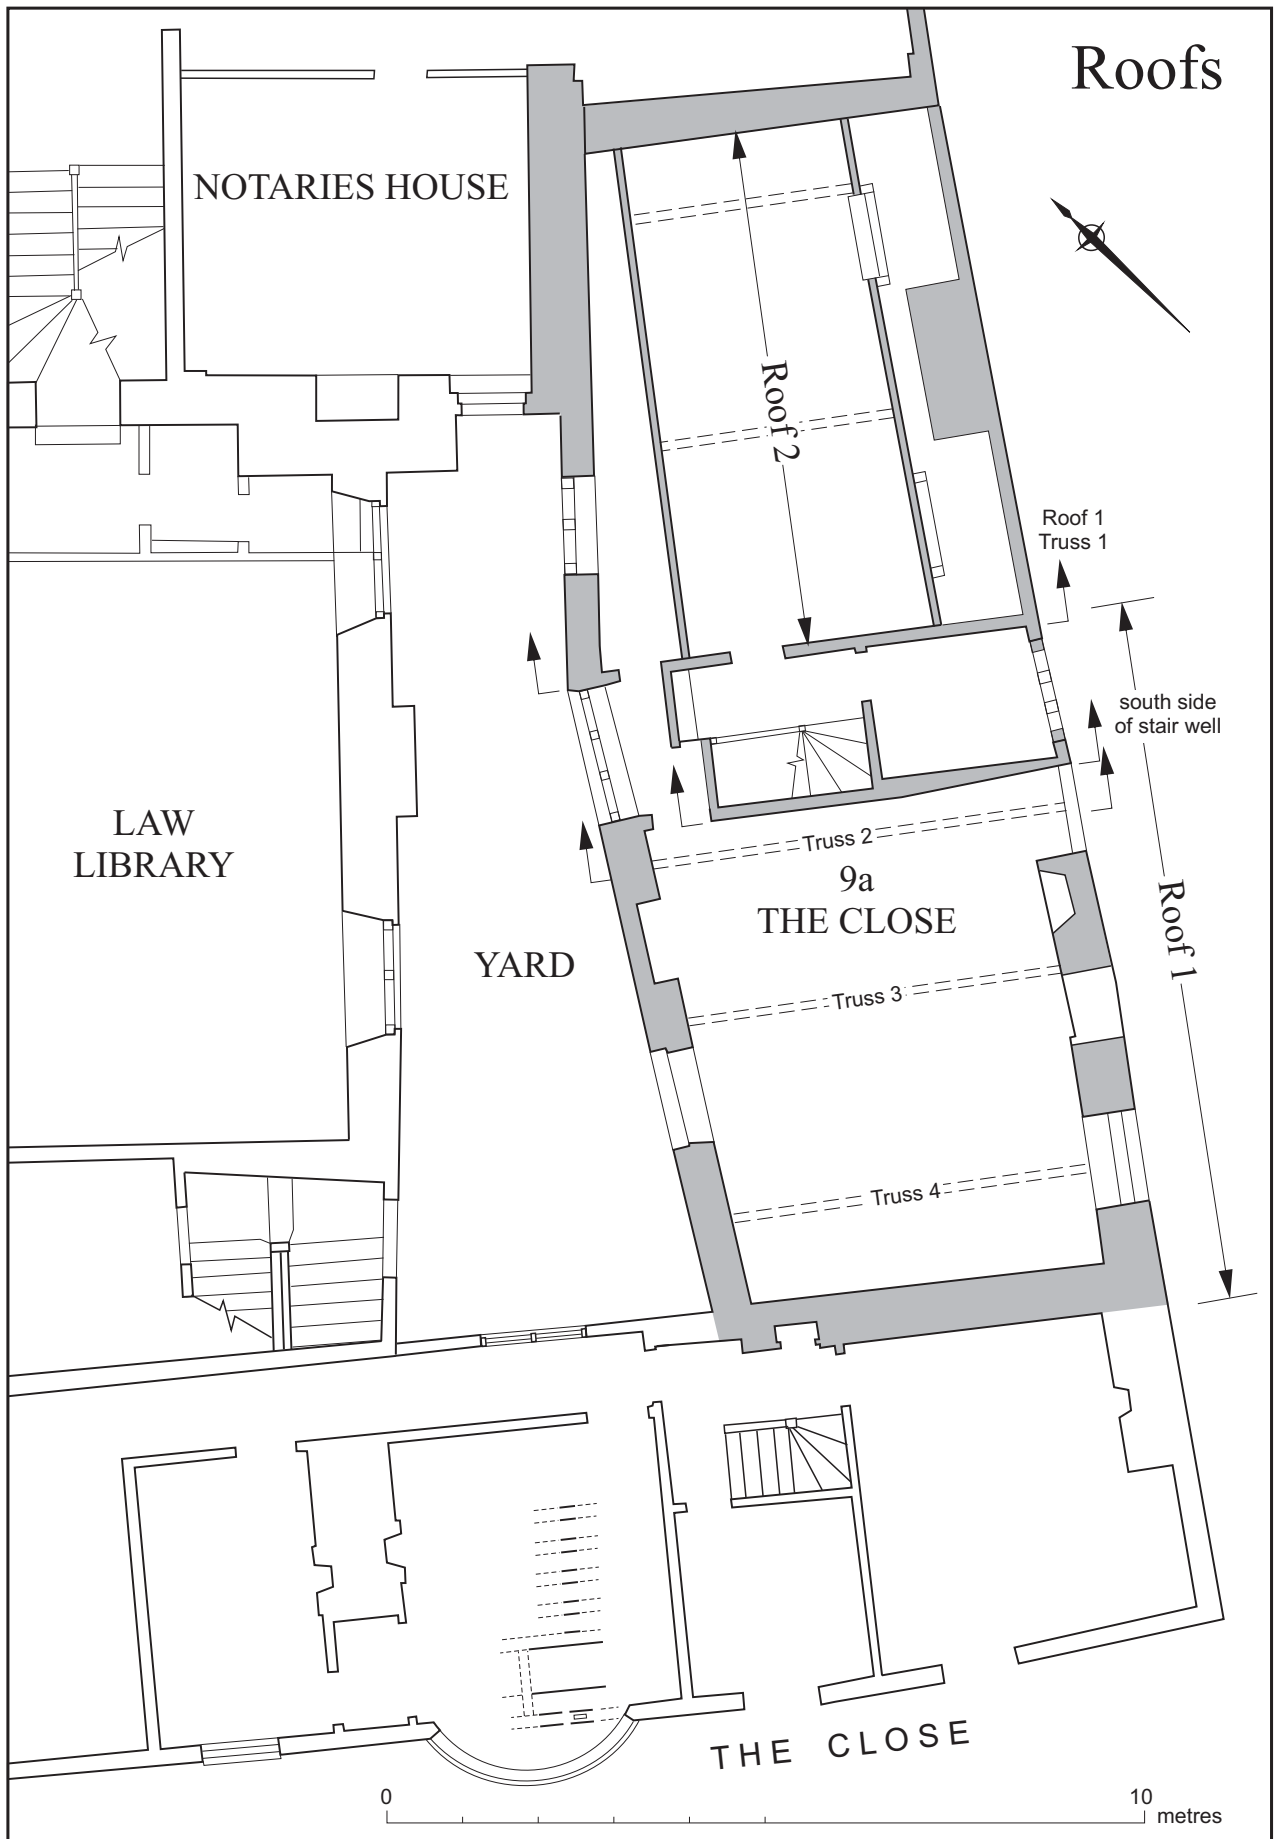 Roofs
NOTARIES HOUSE
Roof 2
Roof 1
Truss 1
south side
of stair well
LAW
LIBRARY
Truss 2
9a
THE CLOSE
Roof 1
YARD
Truss 3
Truss 4
THE CLOSE
0
10
metres